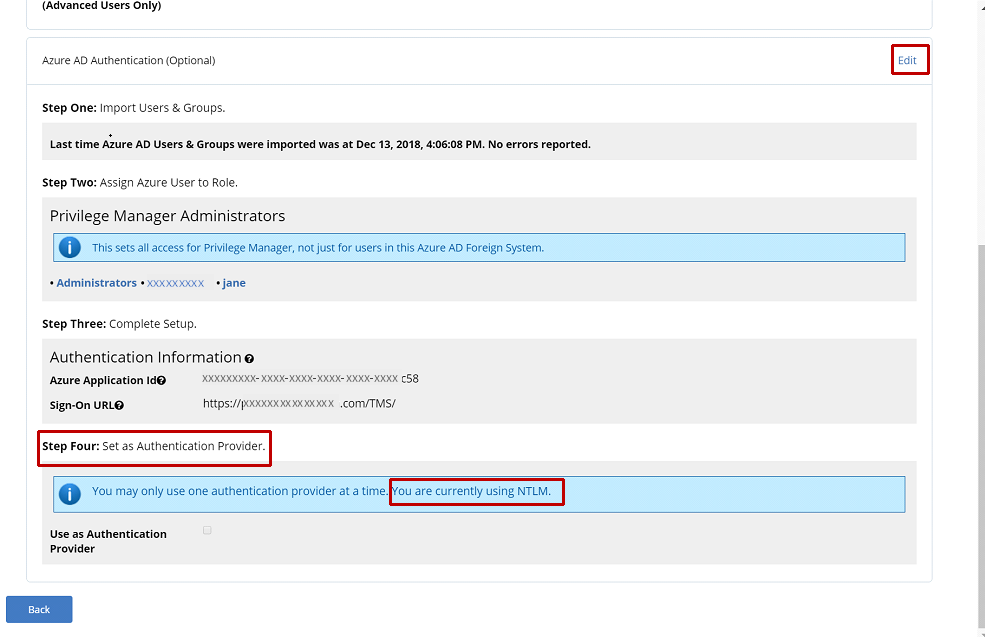 (Advanced Users Only)
Azure AD Authentication (Optional)
Edit
Step One: Import Users & Groups.
Last time Azure AD Users & Groups were imported was at Dec 13, 2018, 4:06:08 PM. No errors reported.
Step Two: Assign Azure User to Role.
Privilege Manager Administrators
This sets all access for Privilege Manager, not just for users in this Azure AD Foreign System.
• Administrators • xxxxxxxxx • jane
Step Three: Complete Setup.
Authentication Information
Azure Application Id xxxxxxxxx-xxxx-xxxx-xxxx-xxxx-xxxx c58
Sign-On URL https://pxxxxxxxxxxxxxxx .com/TMS/
Step Four: Set as Authentication Provider.
You may only use one authentication provider at a time. You are currently using NTLM.
Use as Authentication
Provider
Back